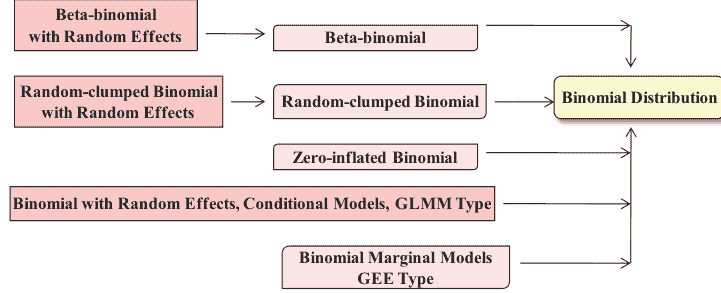 Beta-binomial
with Random Effects
Beta-binomial
Random-clumped Binomial
with Random Effects
Random-clumped Binomial
Binomial Distribution
Zero-inflated Binomial
Binomial with Random Effects, Conditional Models, GLMM Type
Binomial Marginal Models
GEE Type